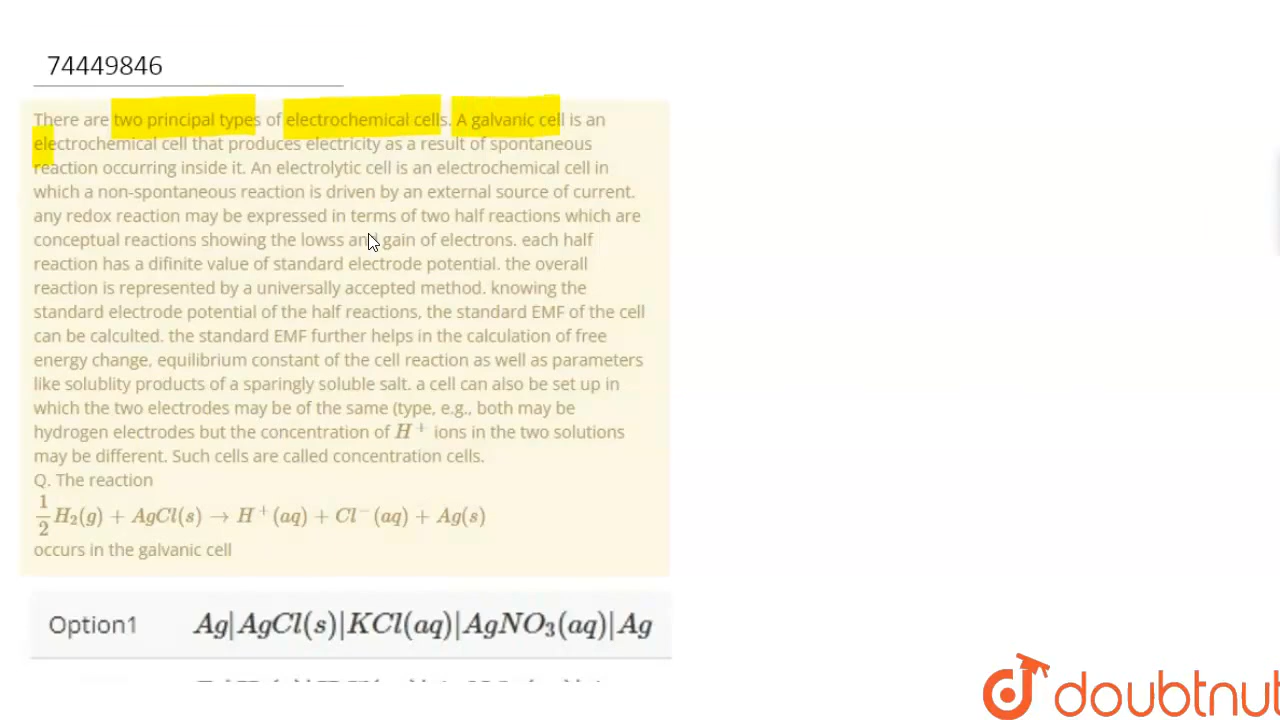 74449846
There are two principal types of electrochemical cells. A galvanic cell is an
electrochemical cell that produces electricity as a result of spontaneous
reaction occurring inside it. An electrolytic cell is an electrochemical cell in
which a non-spontaneous reaction is driven by an external source of current.
any redox reaction may be expressed in terms of two half reactions which are
conceptual reactions showing the lowss and gain of electrons. each half
reaction has a difinite value of standard electrode potential. the overall
reaction is represented by a universally accepted method. knowing the
standard electrode potential of the half reactions, the standard EMF of the cell
can be calculted. the standard EMF further helps in the calculation of free
energy change, equilibrium constant of the cell reaction as well as parameters
like solublity products of a sparingly soluble salt. a cell can also be set up in
which the two electrodes may be of the same (type, e.g., both may be
hydrogen electrodes but the concentration of H⁺ ions in the two solutions
may be different. Such cells are called concentration cells.
Q. The reaction
1/2 H₂(g) + AgCl(s) → H⁺(aq) + Cl⁻(aq) + Ag(s)
occurs in the galvanic cell
Option1 Ag|AgCl(s)|KCl(aq)|AgNO₃(aq)|Ag
doubtnut